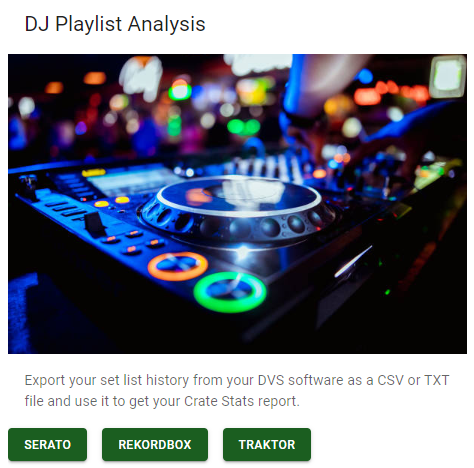 DJ Playlist Analysis
Export your set list history from your DVS software as a CSV or TXT
file and use it to get your Crate Stats report.
SERATO
REKORDBOX
TRAKTOR